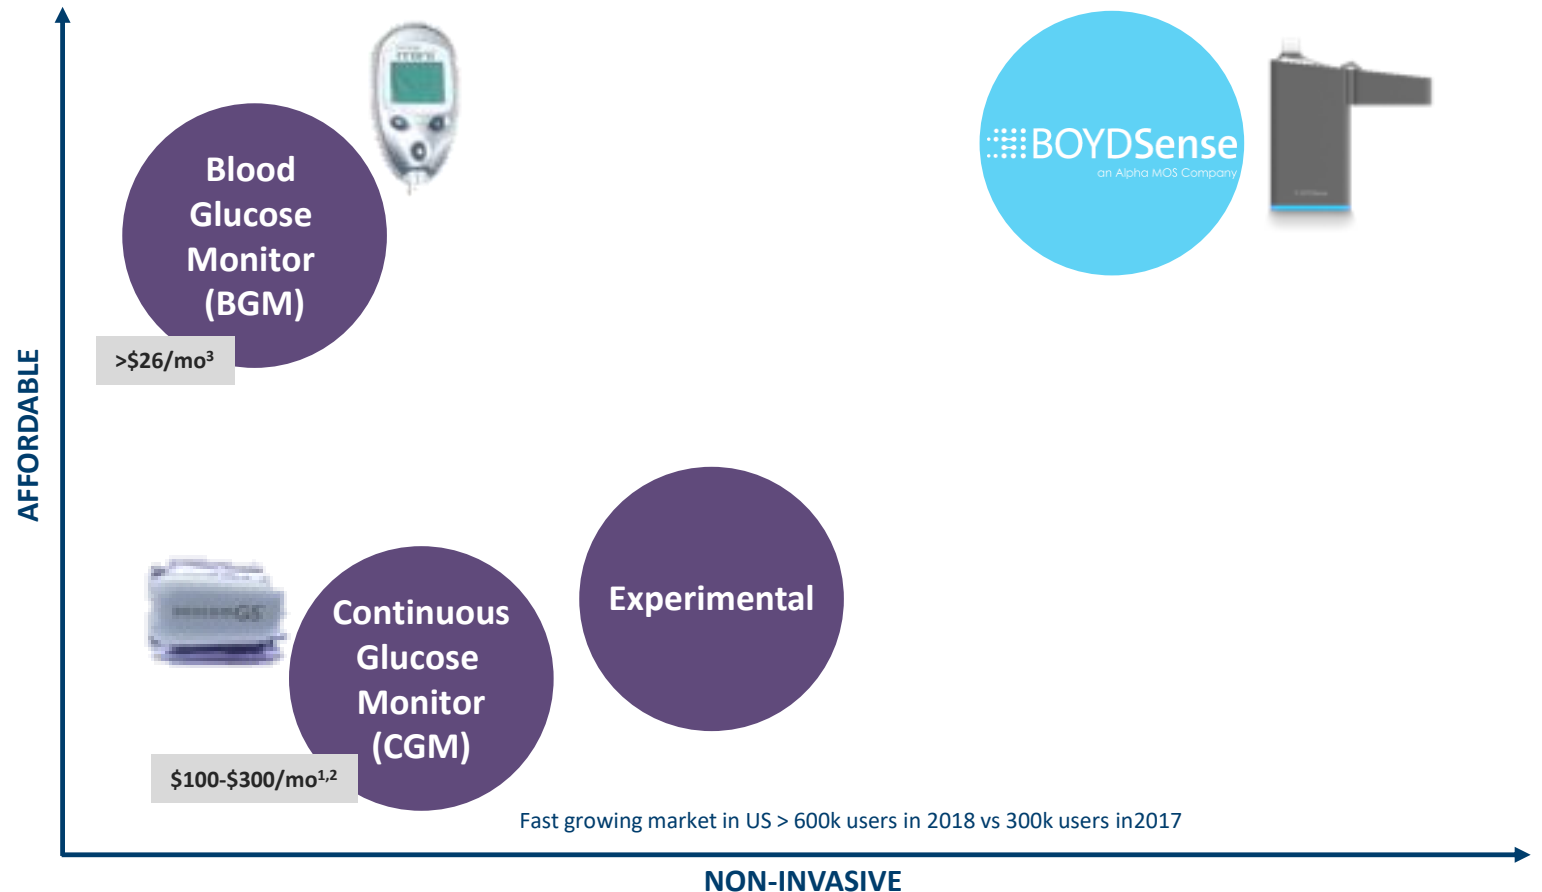 Blood
Glucose
Monitor
(BGM)
>$26/mo³
BOYDSense
an Alpha MOS Company
AFFORDABLE
G5
Continuous
Glucose
Monitor
(CGM)
$100-$300/mo¹,²
Experimental
Fast growing market in US > 600k users in 2018 vs 300k users in2017
NON-INVASIVE